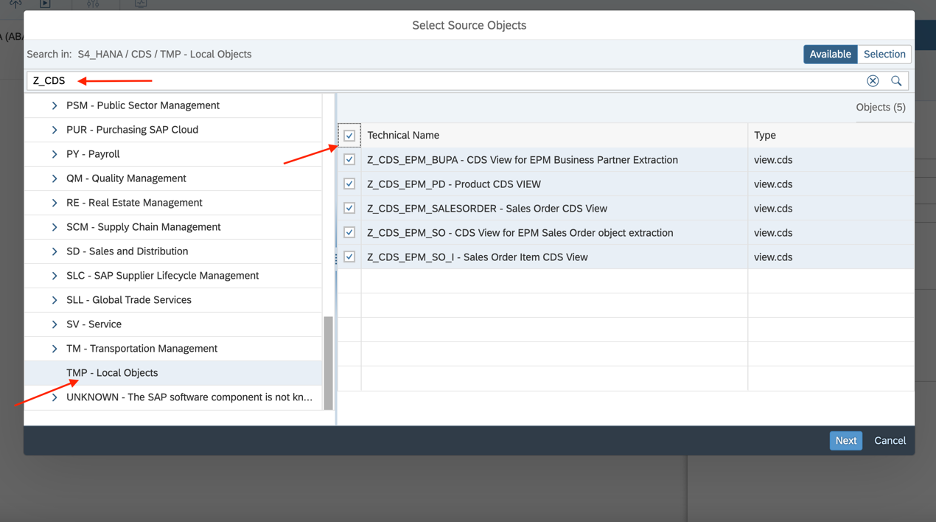 (ABA
Select Source Objects
Search in: S4_HANA / CDS / TMP - Local Objects
Available Selection
Z_CDS
PSM - Public Sector Management
PUR - Purchasing SAP Cloud
PY - Payroll
QM - Quality Management
RE - Real Estate Management
SCM - Supply Chain Management
SD - Sales and Distribution
SLC - SAP Supplier Lifecycle Management
SLL - Global Trade Services
SV - Service
TM - Transportation Management
TMP - Local Objects
UNKNOWN - The SAP software component is not kn...
Objects (5)
Technical Name Type
Z_CDS_EPM_BUPA - CDS View for EPM Business Partner Extraction view.cds
Z_CDS_EPM_PD - Product CDS VIEW view.cds
Z_CDS_EPM_SALESORDER - Sales Order CDS View view.cds
Z_CDS_EPM_SO - CDS View for EPM Sales Order object extraction view.cds
Z_CDS_EPM_SO_I - Sales Order Item CDS View view.cds
Next Cancel